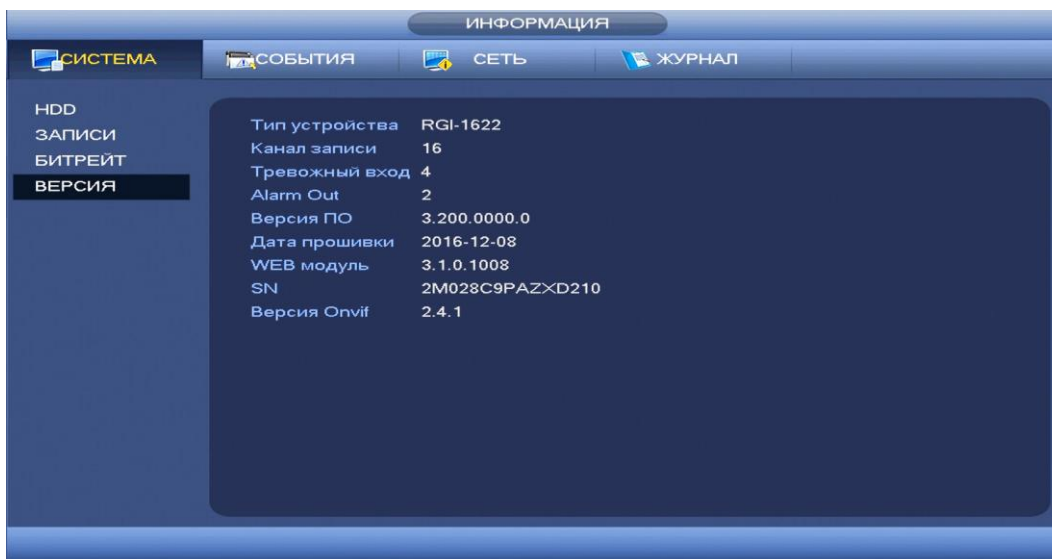 ИНФОРМАЦИЯ
СИСТЕМА СОБЫТИЯ СЕТЬ ЖУРНАЛ
HDD
ЗАПИСИ
БИТРЕЙТ
ВЕРСИЯ
Тип устройства RGI-1622
Канал записи 16
Тревожный вход 4
Alarm Out 2
Версия ПО 3.200.0000.0
Дата прошивки 2016-12-08
WEB модуль 3.1.0.1008
SN 2M028C9PAZXD210
Версия Onvif 2.4.1